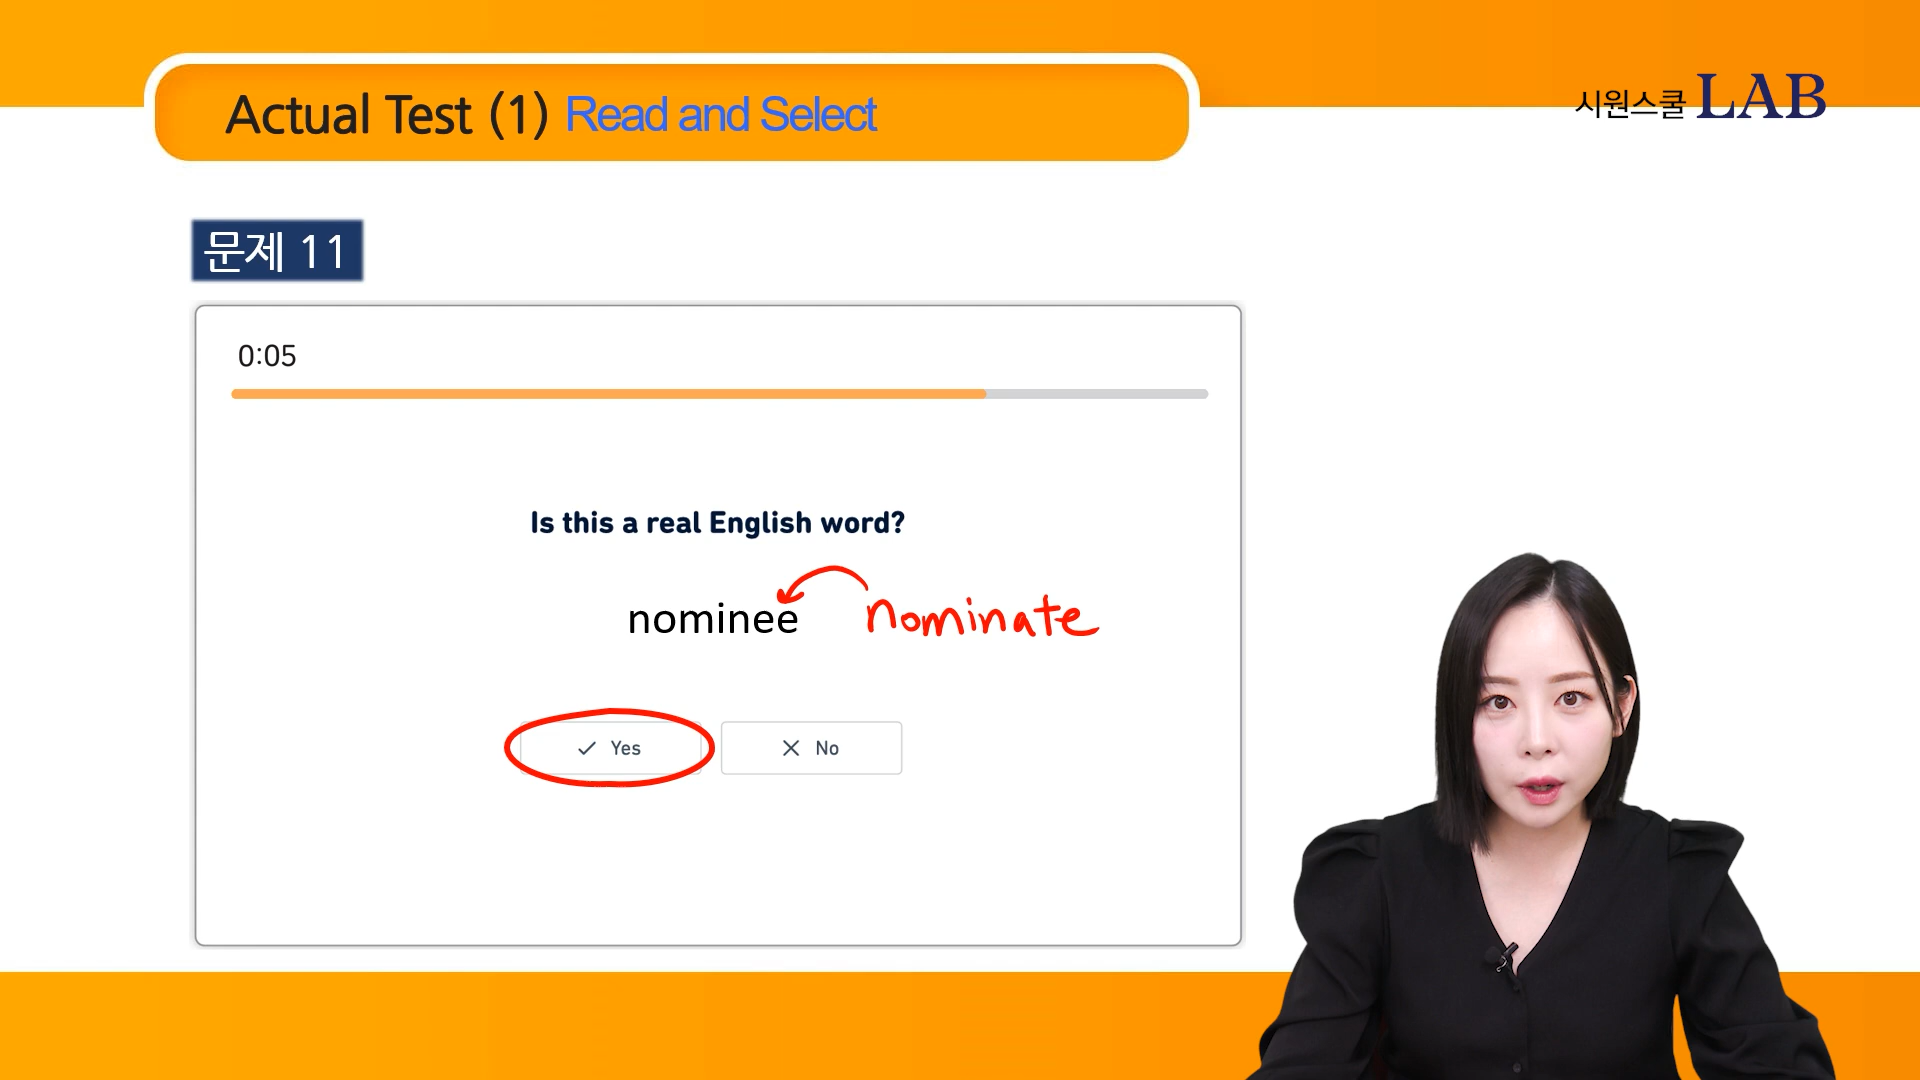 Actual Test (1) Read and Select
시원스쿨 LAB
문제 11
0:05
Is this a real English word?
nominee nominate
Yes No